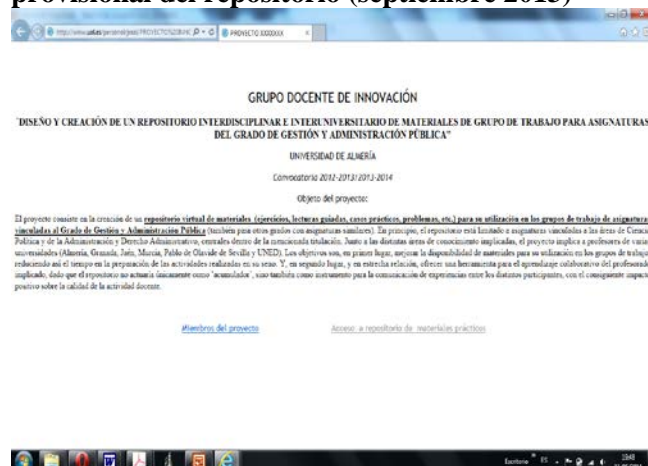 provisional del repositorio (septiembre 2013)
PROYECTO XXXXXXX
GRUPO DOCENTE DE INNOVACIÓN
"DISEÑO Y CREACIÓN DE UN REPOSITORIO INTERDISCIPLINAR E INTERUNIVERSITARIO DE MATERIALES DE GRUPO DE TRABAJO PARA ASIGNATURAS
DEL GRADO DE GESTIÓN Y ADMINISTRACIÓN PÚBLICA"
UNIVERSIDAD DE ALMERÍA
Convocatoria 2012-2013/2013-2014
Objeto del proyecto:
El proyecto consiste en la creación de un repositorio virtual de materiales (ejercicios, lecturas guiadas, casos prácticos, problemas, etc.) para su utilización en los grupos de trabajo de asignaturas
vinculadas al Grado de Gestión y Administración Pública (también para otros grados con asignaturas similares). En principio, el repositorio está limitado a asignaturas vinculadas a las áreas de Ciencia
Política y de la Administración y Derecho Administrativo, centrales dentro de la mencionada titulación. Junto a las distintas áreas de conocimiento implicadas, el proyecto implica a profesores de varias
universidades (Almería, Granada, Jaén, Murcia, Pablo de Olavide de Sevilla y UNED). Los objetivos son, en primer lugar, mejorar la disponibilidad de materiales para su utilización en los grupos de trabajo,
reduciendo así el tiempo en la preparación de las actividades realizadas en su seno. Y, en segundo lugar, y en estrecha relación, ofrecer una herramienta para el aprendizaje colaborativo del profesorado
implicado, dado que el repositorio no actuaría únicamente como 'acumulador', sino también como instrumento para la comunicación de experiencias entre los distintos participantes, con el consiguiente impacto
positivo sobre la calidad de la actividad docente.
Miembros del proyecto Acceso a repositorio de materiales prácticos
Escritorio ES